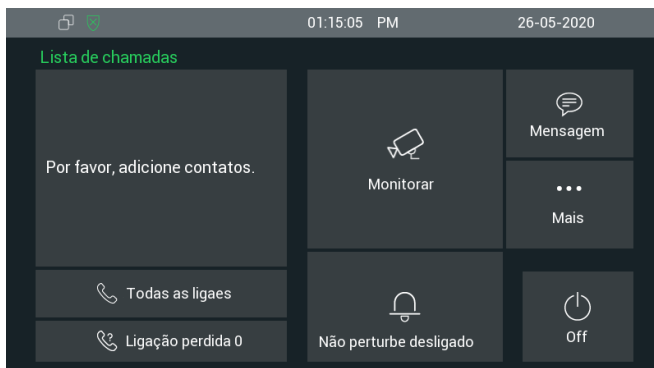 01:15:05 PM 26-05-2020
Lista de chamadas
Por favor, adicione contatos.
Todas as ligaes
Ligação perdida 0
Monitorar
Não perturbe desligado
Mensagem
Mais
Off